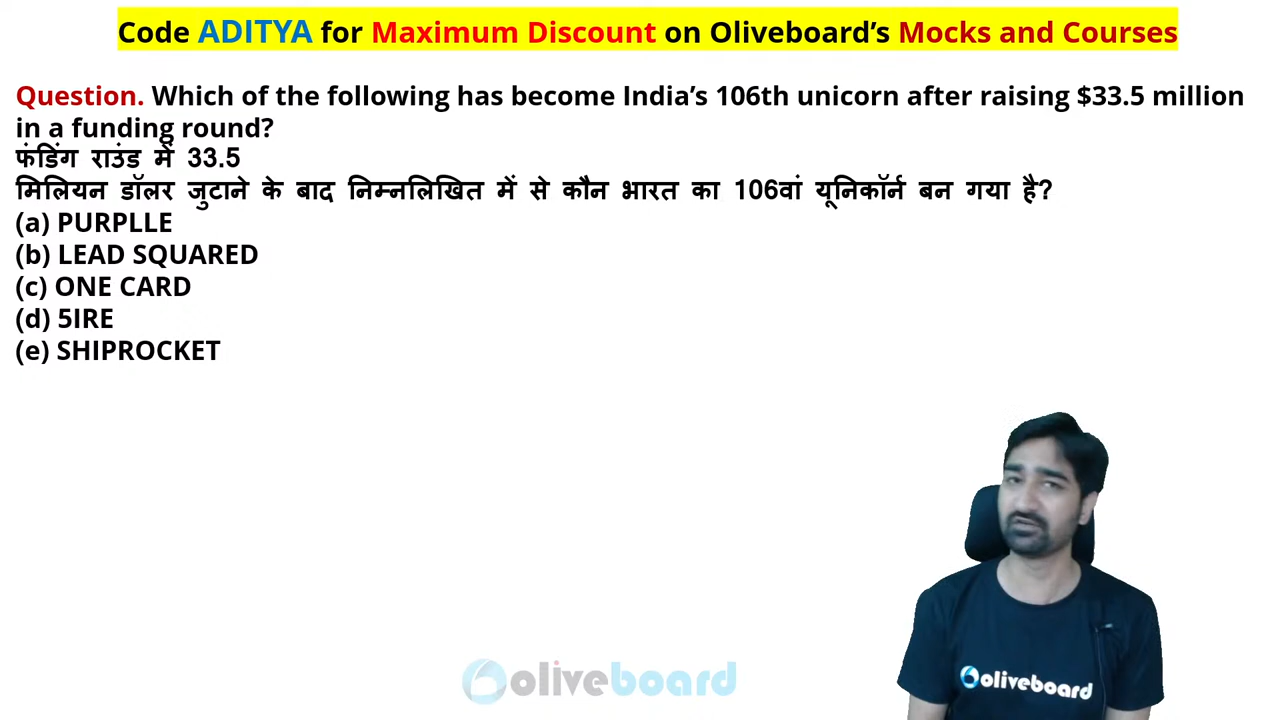 Code ADITYA for Maximum Discount on Oliveboard’s Mocks and Courses
Question. Which of the following has become India’s 106th unicorn after raising $33.5 million
in a funding round?
फंडिंग राउंड में 33.5
मिलियन डॉलर जुटाने के बाद निम्नलिखित में से कौन भारत का 106वां यूनिकॉर्न बन गया है?
(a) PURPLLE
(b) LEAD SQUARED
(c) ONE CARD
(d) 5IRE
(e) SHIPROCKET
oliveboard
oliveboard